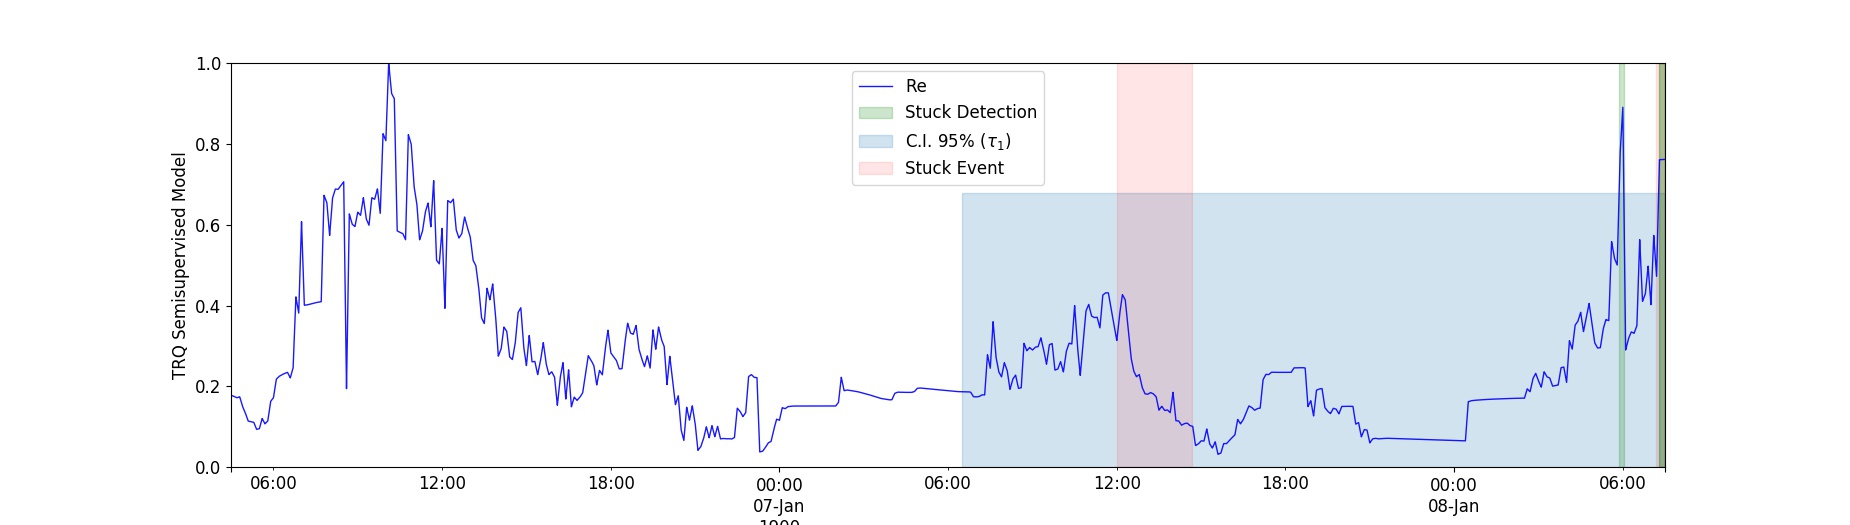 1.0
0.8
0.6
0.4
0.2
0.0
TRQ Semisupervised Model
Re
Stuck Detection
C.I. 95% (τ₁)
Stuck Event
06:00 12:00 18:00 00:00 06:00 12:00 18:00 00:00 06:00
07-Jan 08-Jan